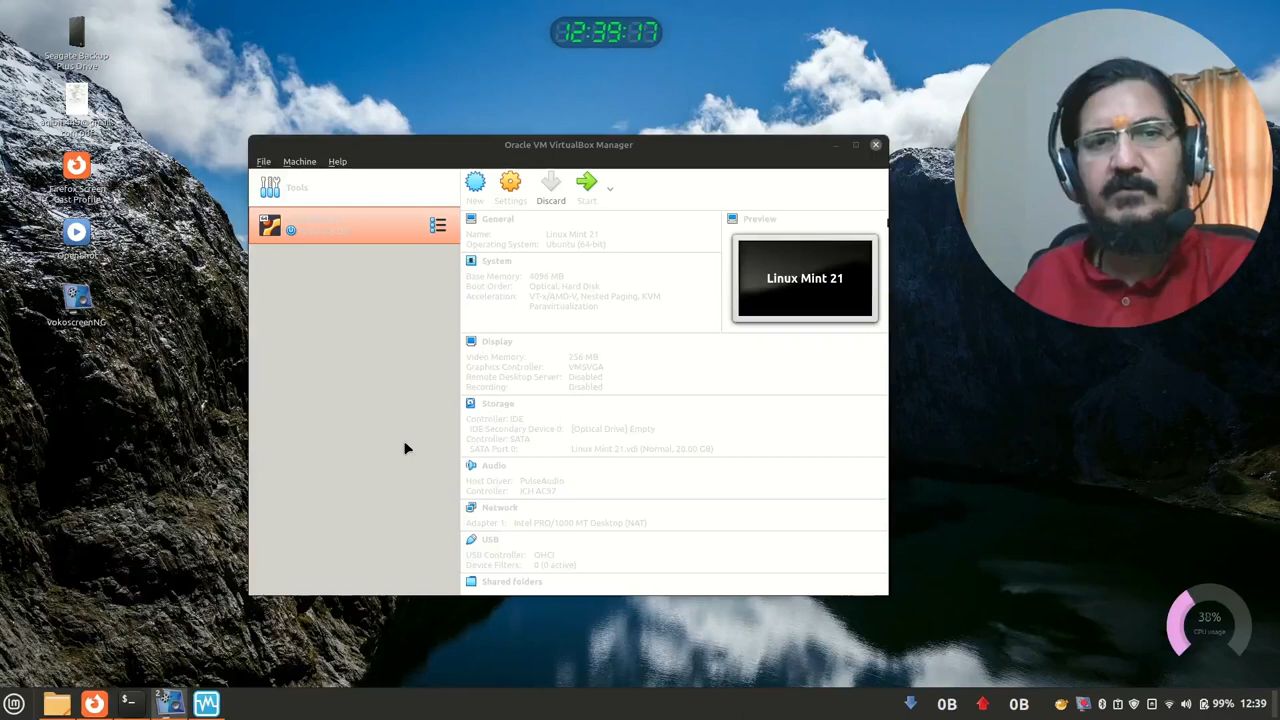 12:39:17
Seagate Backup
Plus Drive
Firefox Screen
Cast Profile
OpenShot
vokoscreenNG
Oracle VM VirtualBox Manager
File Machine Help
Tools
New Settings Discard Start
General
Name: Linux Mint 21
Operating System: Ubuntu (64-bit)
System
Base Memory: 4096 MB
Boot Order: Optical, Hard Disk
Acceleration: VT-x/AMD-V, Nested Paging, KVM
Paravirtualization
Preview
Linux Mint 21
Display
Video Memory: 256 MB
Graphics Controller: VMSVGA
Remote Desktop Server: Disabled
Recording: Disabled
Storage
Controller: IDE
IDE Secondary Device 0: [Optical Drive] Empty
Controller: SATA
SATA Port 0: Linux Mint 21.vdi (Normal, 20.00 GB)
Audio
Host Driver: PulseAudio
Controller: ICH AC97
Network
Adapter 1: Intel PRO/1000 MT Desktop (NAT)
USB
USB Controller: OHCI
Device Filters: 0 (0 active)
Shared folders
38%
CPU usage
0B 0B 99% 12:39